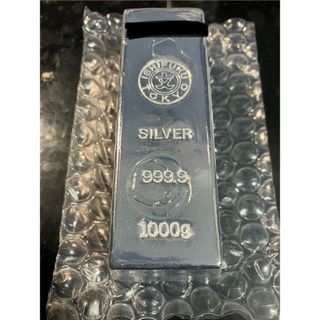 ISHIFUKU
TOKYO
SILVER
999.9
1000g